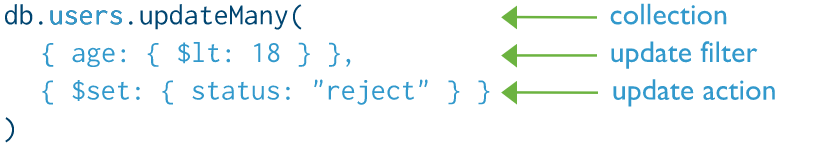 db.users.updateMany( collection
{ age: { $lt: 18 } }, update filter
{ $set: { status: "reject" } } update action
)